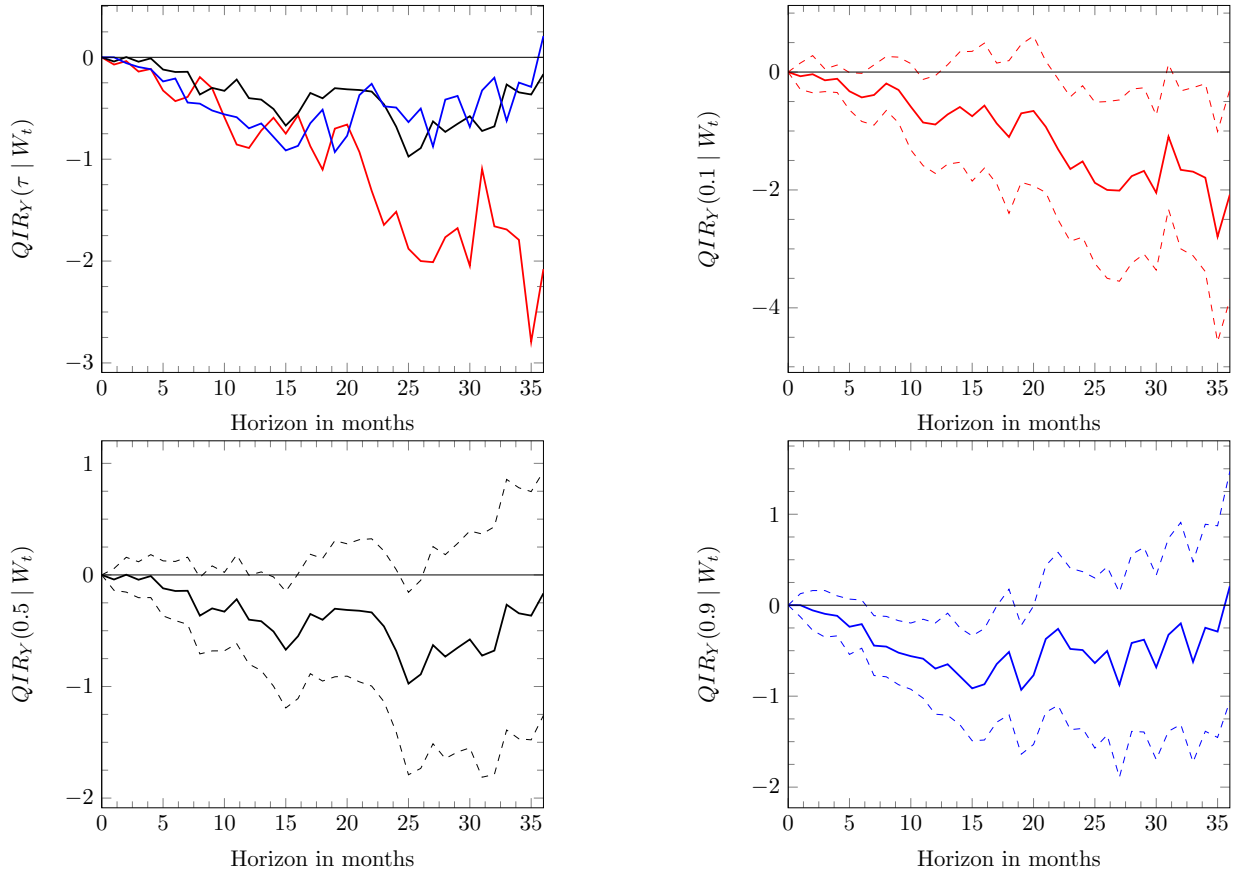 0
−1
−2
−3
0 5 10 15 20 25 30 35
Horizon in months
QIR_Y(τ | W_t)
0
−2
−4
0 5 10 15 20 25 30 35
Horizon in months
QIR_Y(0.1 | W_t)
1
0
−1
−2
0 5 10 15 20 25 30 35
Horizon in months
QIR_Y(0.5 | W_t)
1
0
−1
−2
0 5 10 15 20 25 30 35
Horizon in months
QIR_Y(0.9 | W_t)